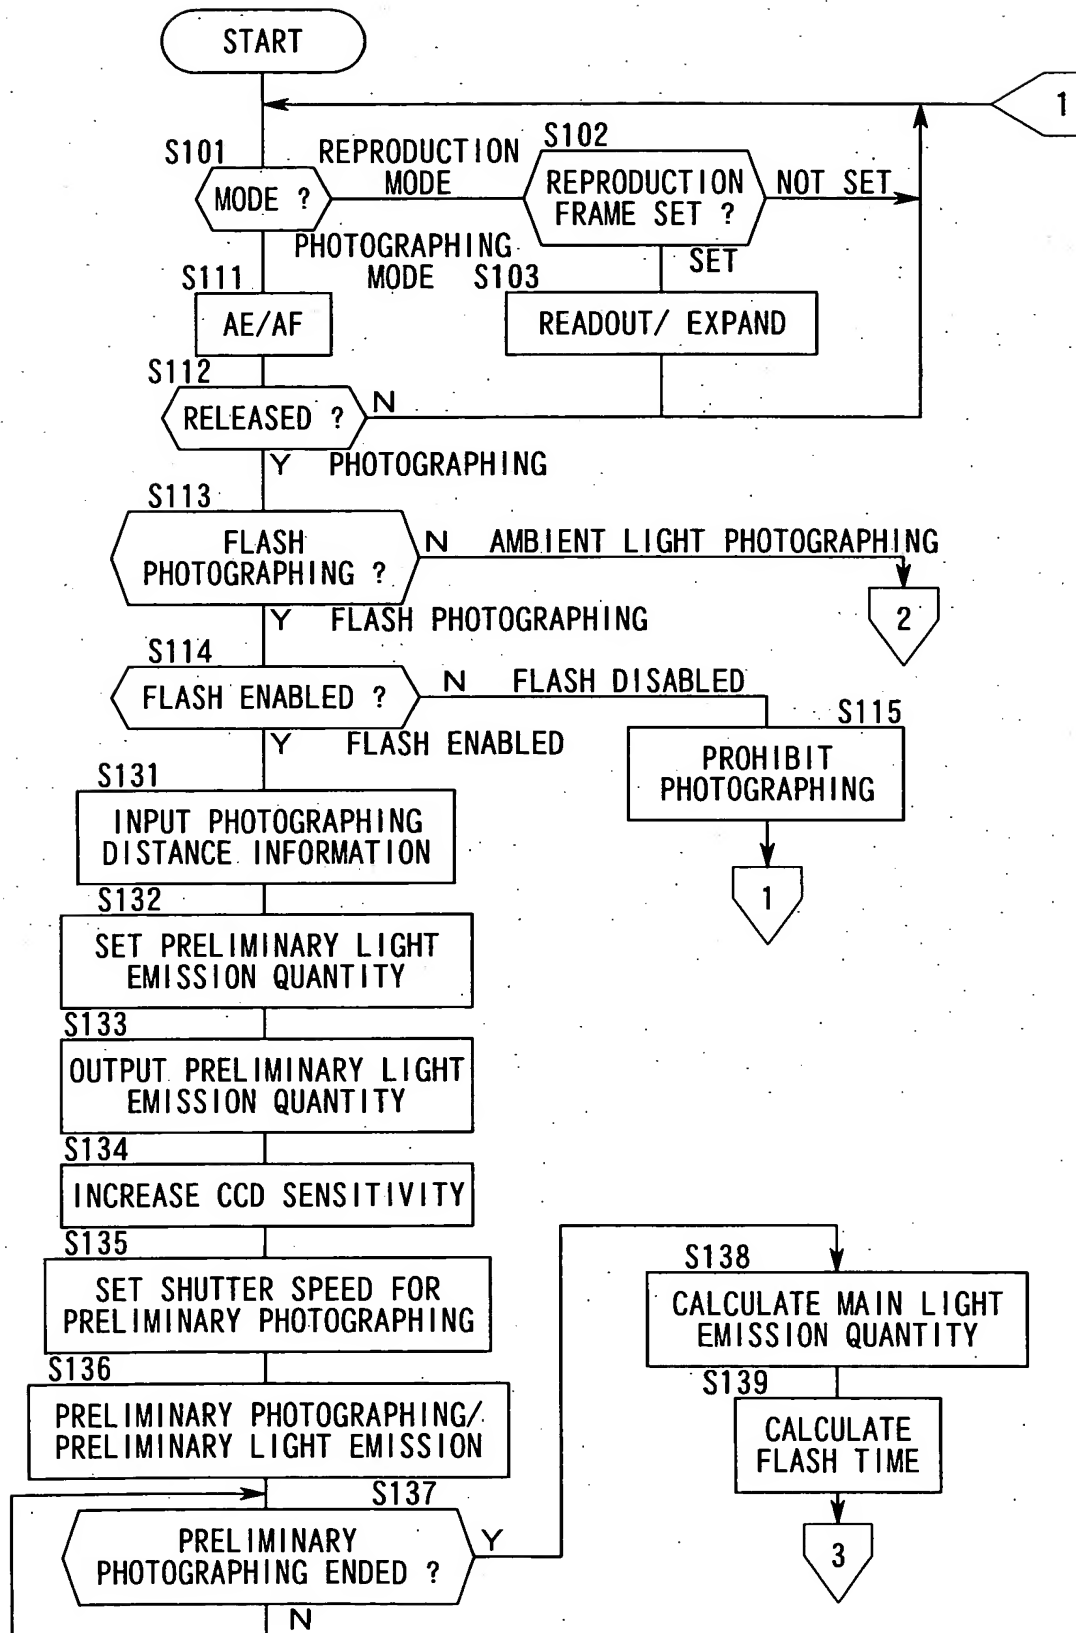 START
1
S101
MODE ?
REPRODUCTION
MODE
S102
REPRODUCTION
FRAME SET ?
NOT SET
PHOTOGRAPHING
MODE
SET
S111
AE/AF
S103
READOUT/ EXPAND
S112
RELEASED ?
N
Y PHOTOGRAPHING
S113
FLASH
PHOTOGRAPHING ?
N AMBIENT LIGHT PHOTOGRAPHING
2
Y FLASH PHOTOGRAPHING
S114
FLASH ENABLED ?
N FLASH DISABLED
S115
PROHIBIT
PHOTOGRAPHING
1
Y FLASH ENABLED
S131
INPUT PHOTOGRAPHING
DISTANCE INFORMATION
S132
SET PRELIMINARY LIGHT
EMISSION QUANTITY
S133
OUTPUT PRELIMINARY LIGHT
EMISSION QUANTITY
S134
INCREASE CCD SENSITIVITY
S135
SET SHUTTER SPEED FOR
PRELIMINARY PHOTOGRAPHING
S136
PRELIMINARY PHOTOGRAPHING/
PRELIMINARY LIGHT EMISSION
S137
PRELIMINARY
PHOTOGRAPHING ENDED ?
Y
N
S138
CALCULATE MAIN LIGHT
EMISSION QUANTITY
S139
CALCULATE
FLASH TIME
3